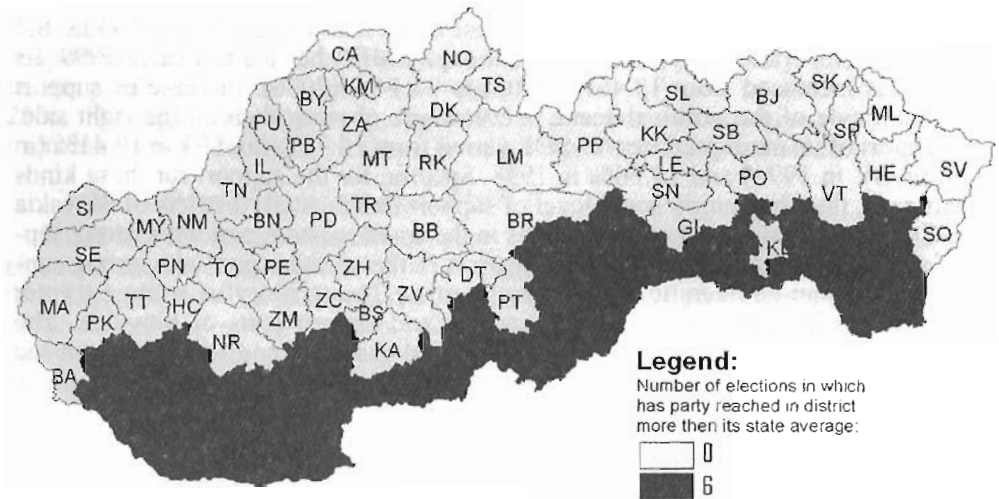 CA
NO
BY
KM
TS
SL
BJ
SK
DK
ML
PU
PB
ZA
KK
SB
SP
PP
IL
MT
RK
LM
LE
HE
SV
TN
SN
PO
VT
SI
MY
NM
BN
PD
TR
BB
BR
SO
SE
PN
TO
PE
ZH
DT
MA
TT
HC
ZC
BS
ZV
PT
PK
NR
ZM
KA
BA
Legend:
Number of elections in which
has party reached in district
more then its state average:
0
6